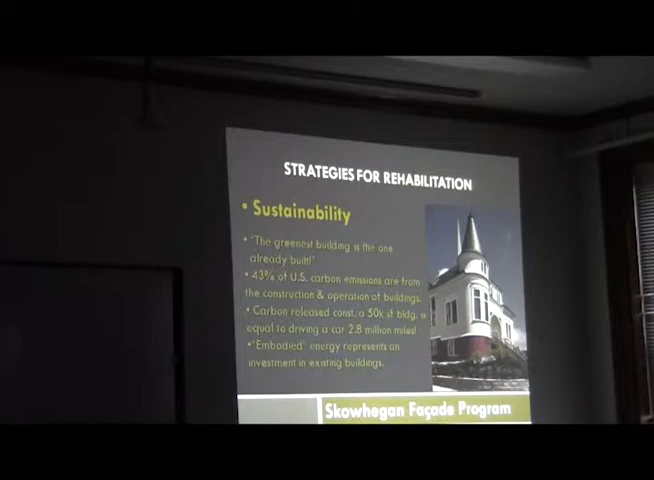 STRATEGIES FOR REHABILITATION
• Sustainability
• "The greenest building is the one
already built!"
• 43% of U.S. carbon emissions are from
the construction & operation of buildings.
• Carbon released const. a 50k sf bldg. =
equal to driving a car 2.8 million miles!
• "Embodied" energy represents an
investment in existing buildings.
Skowhegan Façade Program